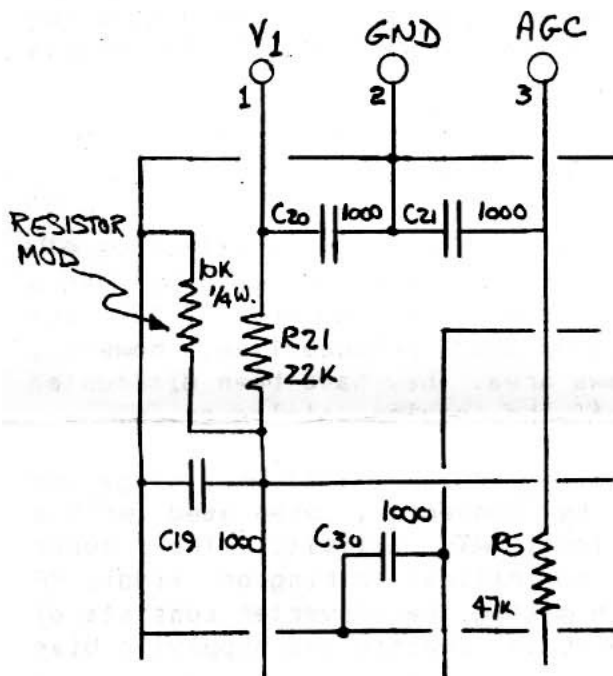 V1 GND AGC
1 2 3
C20 1000 C21 1000
RESISTOR
MOD
10K
1/4 W.
R21
22K
1000
C19 1000 C30 R5
47K